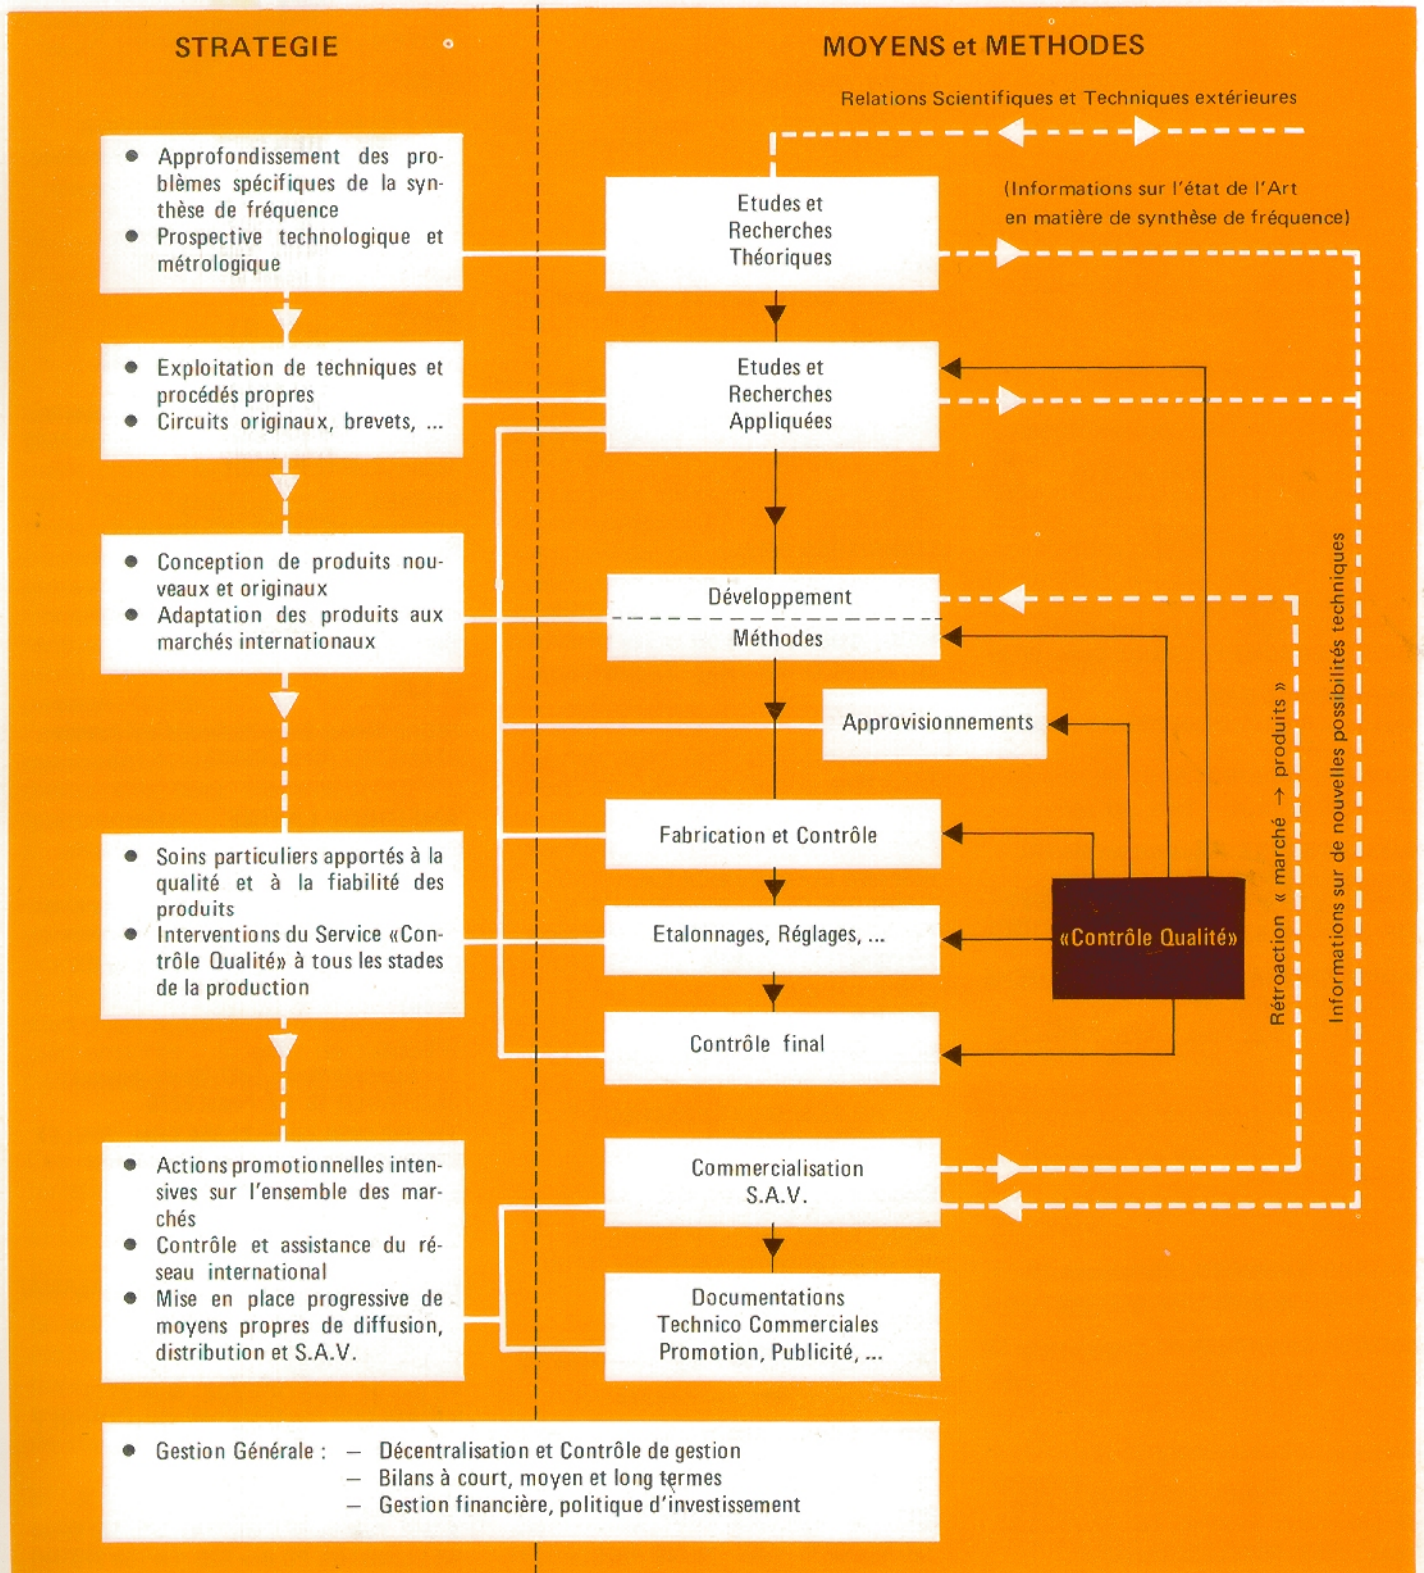 STRATEGIE
MOYENS et METHODES
Relations Scientifiques et Techniques extérieures
● Approfondissement des pro-
blèmes spécifiques de la syn-
thèse de fréquence
● Prospective technologique et
métrologique
Etudes et
Recherches
Théoriques
(Informations sur l'état de l'Art
en matière de synthèse de fréquence)
● Exploitation de techniques et
procédés propres
● Circuits originaux, brevets, ...
Etudes et
Recherches
Appliquées
● Conception de produits nou-
veaux et originaux
● Adaptation des produits aux
marchés internationaux
Développement
Méthodes
Approvisionnements
● Soins particuliers apportés à la
qualité et à la fiabilité des
produits
● Interventions du Service «Con-
trôle Qualité» à tous les stades
de la production
Fabrication et Contrôle
Etalonnages, Réglages, ...
Contrôle final
«Contrôle Qualité»
Rétroaction « marché → produits »
Informations sur de nouvelles possibilités techniques
● Actions promotionnelles inten-
sives sur l'ensemble des mar-
chés
● Contrôle et assistance du ré-
seau international
● Mise en place progressive de
moyens propres de diffusion,
distribution et S.A.V.
Commercialisation
S.A.V.
Documentations
Technico Commerciales
Promotion, Publicité, ...
● Gestion Générale : — Décentralisation et Contrôle de gestion
— Bilans à court, moyen et long termes
— Gestion financière, politique d'investissement